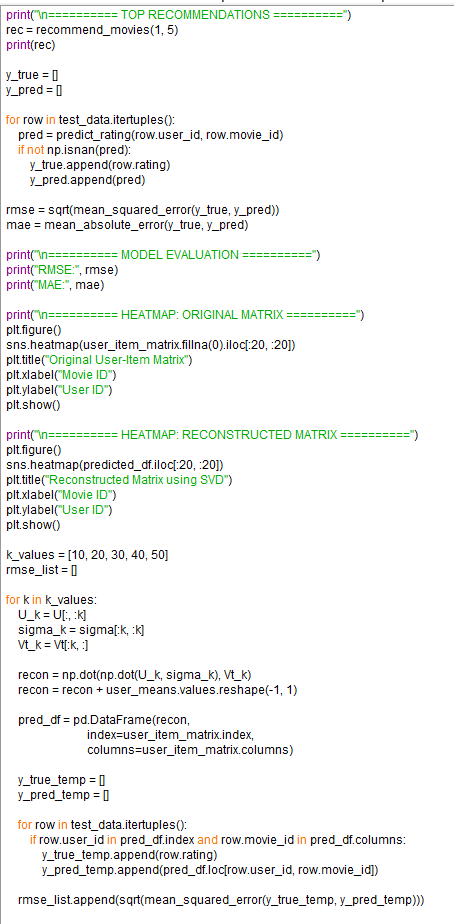 print("\n========== TOP RECOMMENDATIONS ==========")
rec = recommend_movies(1, 5)
print(rec)

y_true = []
y_pred = []

for row in test_data.itertuples():
    pred = predict_rating(row.user_id, row.movie_id)
    if not np.isnan(pred):
        y_true.append(row.rating)
        y_pred.append(pred)

rmse = sqrt(mean_squared_error(y_true, y_pred))
mae = mean_absolute_error(y_true, y_pred)

print("\n========== MODEL EVALUATION ==========")
print("RMSE:", rmse)
print("MAE:", mae)

print("\n========== HEATMAP: ORIGINAL MATRIX ==========")
plt.figure()
sns.heatmap(user_item_matrix.fillna(0).iloc[:20, :20])
plt.title("Original User-Item Matrix")
plt.xlabel("Movie ID")
plt.ylabel("User ID")
plt.show()

print("\n========== HEATMAP: RECONSTRUCTED MATRIX ==========")
plt.figure()
sns.heatmap(predicted_df.iloc[:20, :20])
plt.title("Reconstructed Matrix using SVD")
plt.xlabel("Movie ID")
plt.ylabel("User ID")
plt.show()

k_values = [10, 20, 30, 40, 50]
rmse_list = []

for k in k_values:
    U_k = U[:, :k]
    sigma_k = sigma[:k, :k]
    Vt_k = Vt[:k, :]

    recon = np.dot(np.dot(U_k, sigma_k), Vt_k)
    recon = recon + user_means.values.reshape(-1, 1)

    pred_df = pd.DataFrame(recon,
                           index=user_item_matrix.index,
                           columns=user_item_matrix.columns)

    y_true_temp = []
    y_pred_temp = []

    for row in test_data.itertuples():
        if row.user_id in pred_df.index and row.movie_id in pred_df.columns:
            y_true_temp.append(row.rating)
            y_pred_temp.append(pred_df.loc[row.user_id, row.movie_id])

    rmse_list.append(sqrt(mean_squared_error(y_true_temp, y_pred_temp)))